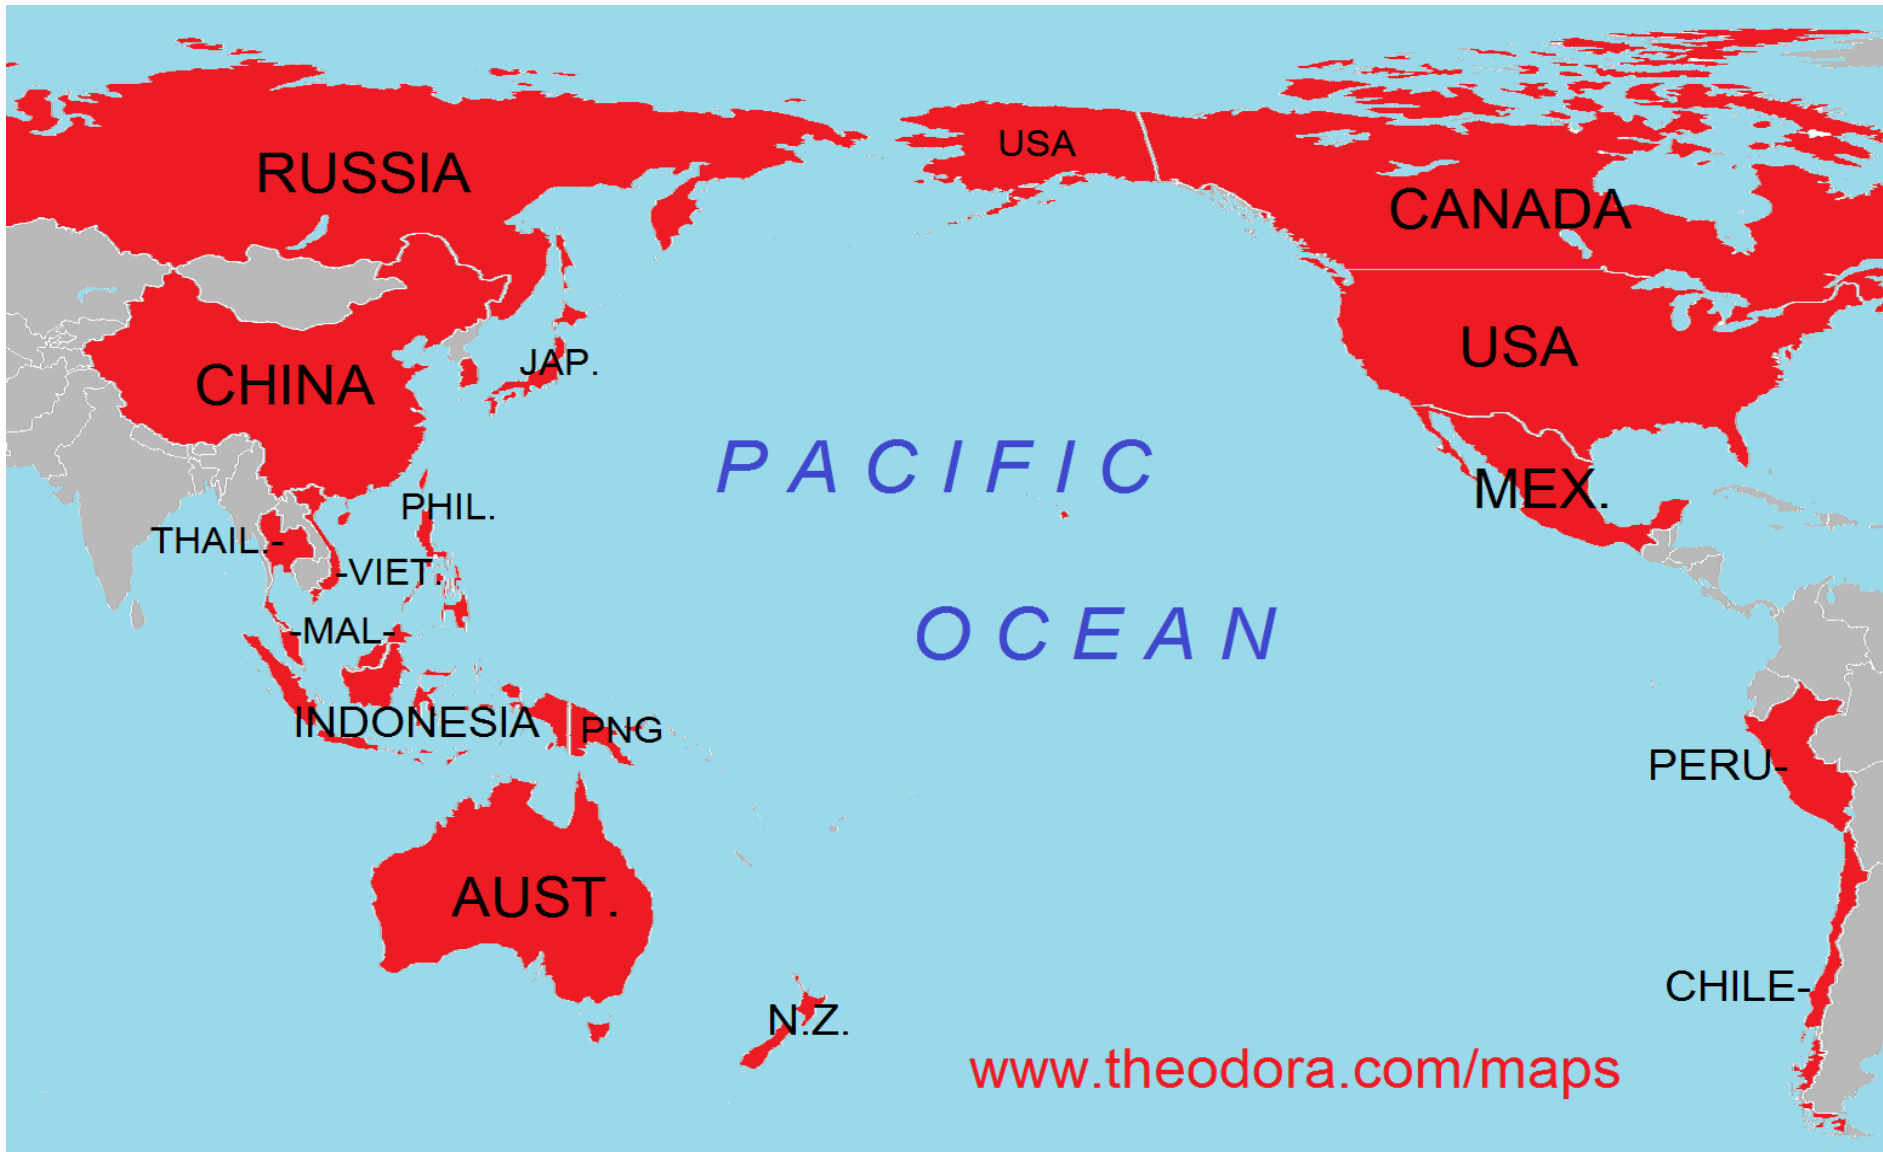 USA
RUSSIA
CANADA
USA
JAP.
CHINA
PACIFIC
MEX.
PHIL.
THAIL.-
-VIET.
-MAL-
OCEAN
INDONESIA
PNG
PERU-
AUST.
CHILE-
N.Z.
www.theodora.com/maps